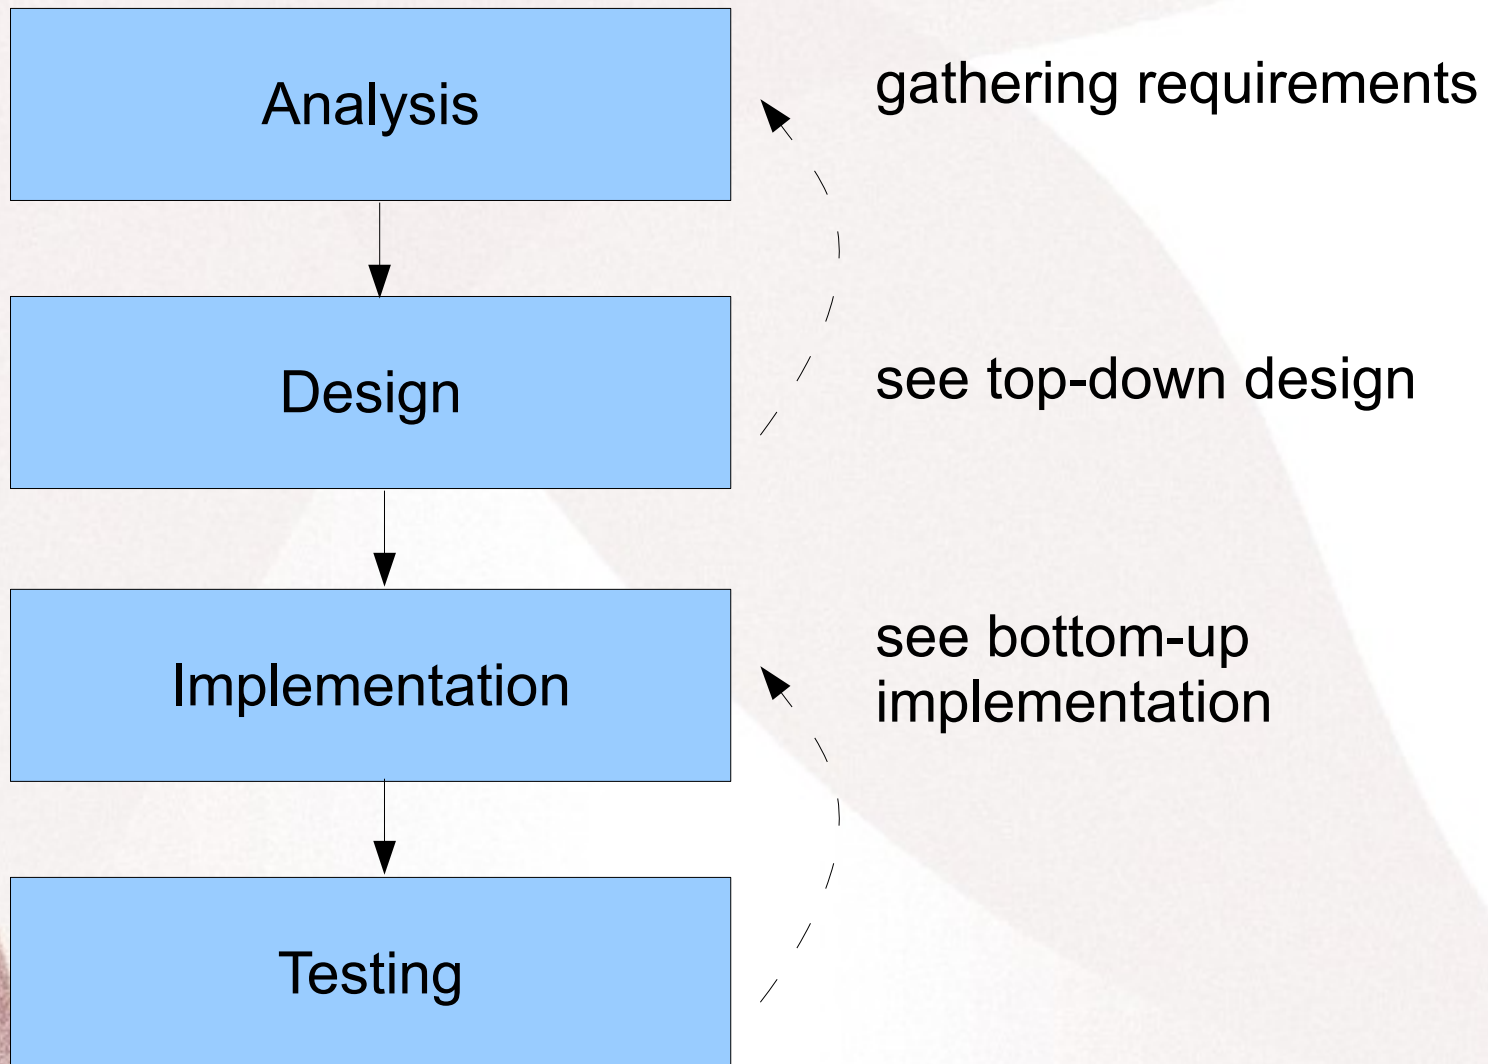 Analysis
gathering requirements
Design
see top-down design
Implementation
see bottom-up
implementation
Testing